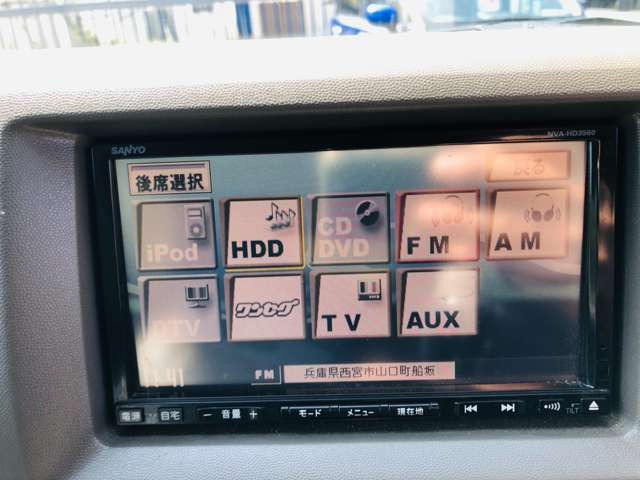 SANYO
NVA-HD3560
後席選択
戻る
iPod
HDD
CD
DVD
FM
AM
DTV
ワンセグ
TV
AUX
FM
兵庫県西宮市山口町船坂
電源
自宅
− 音量 +
モード
メニュー
現在地
TILT